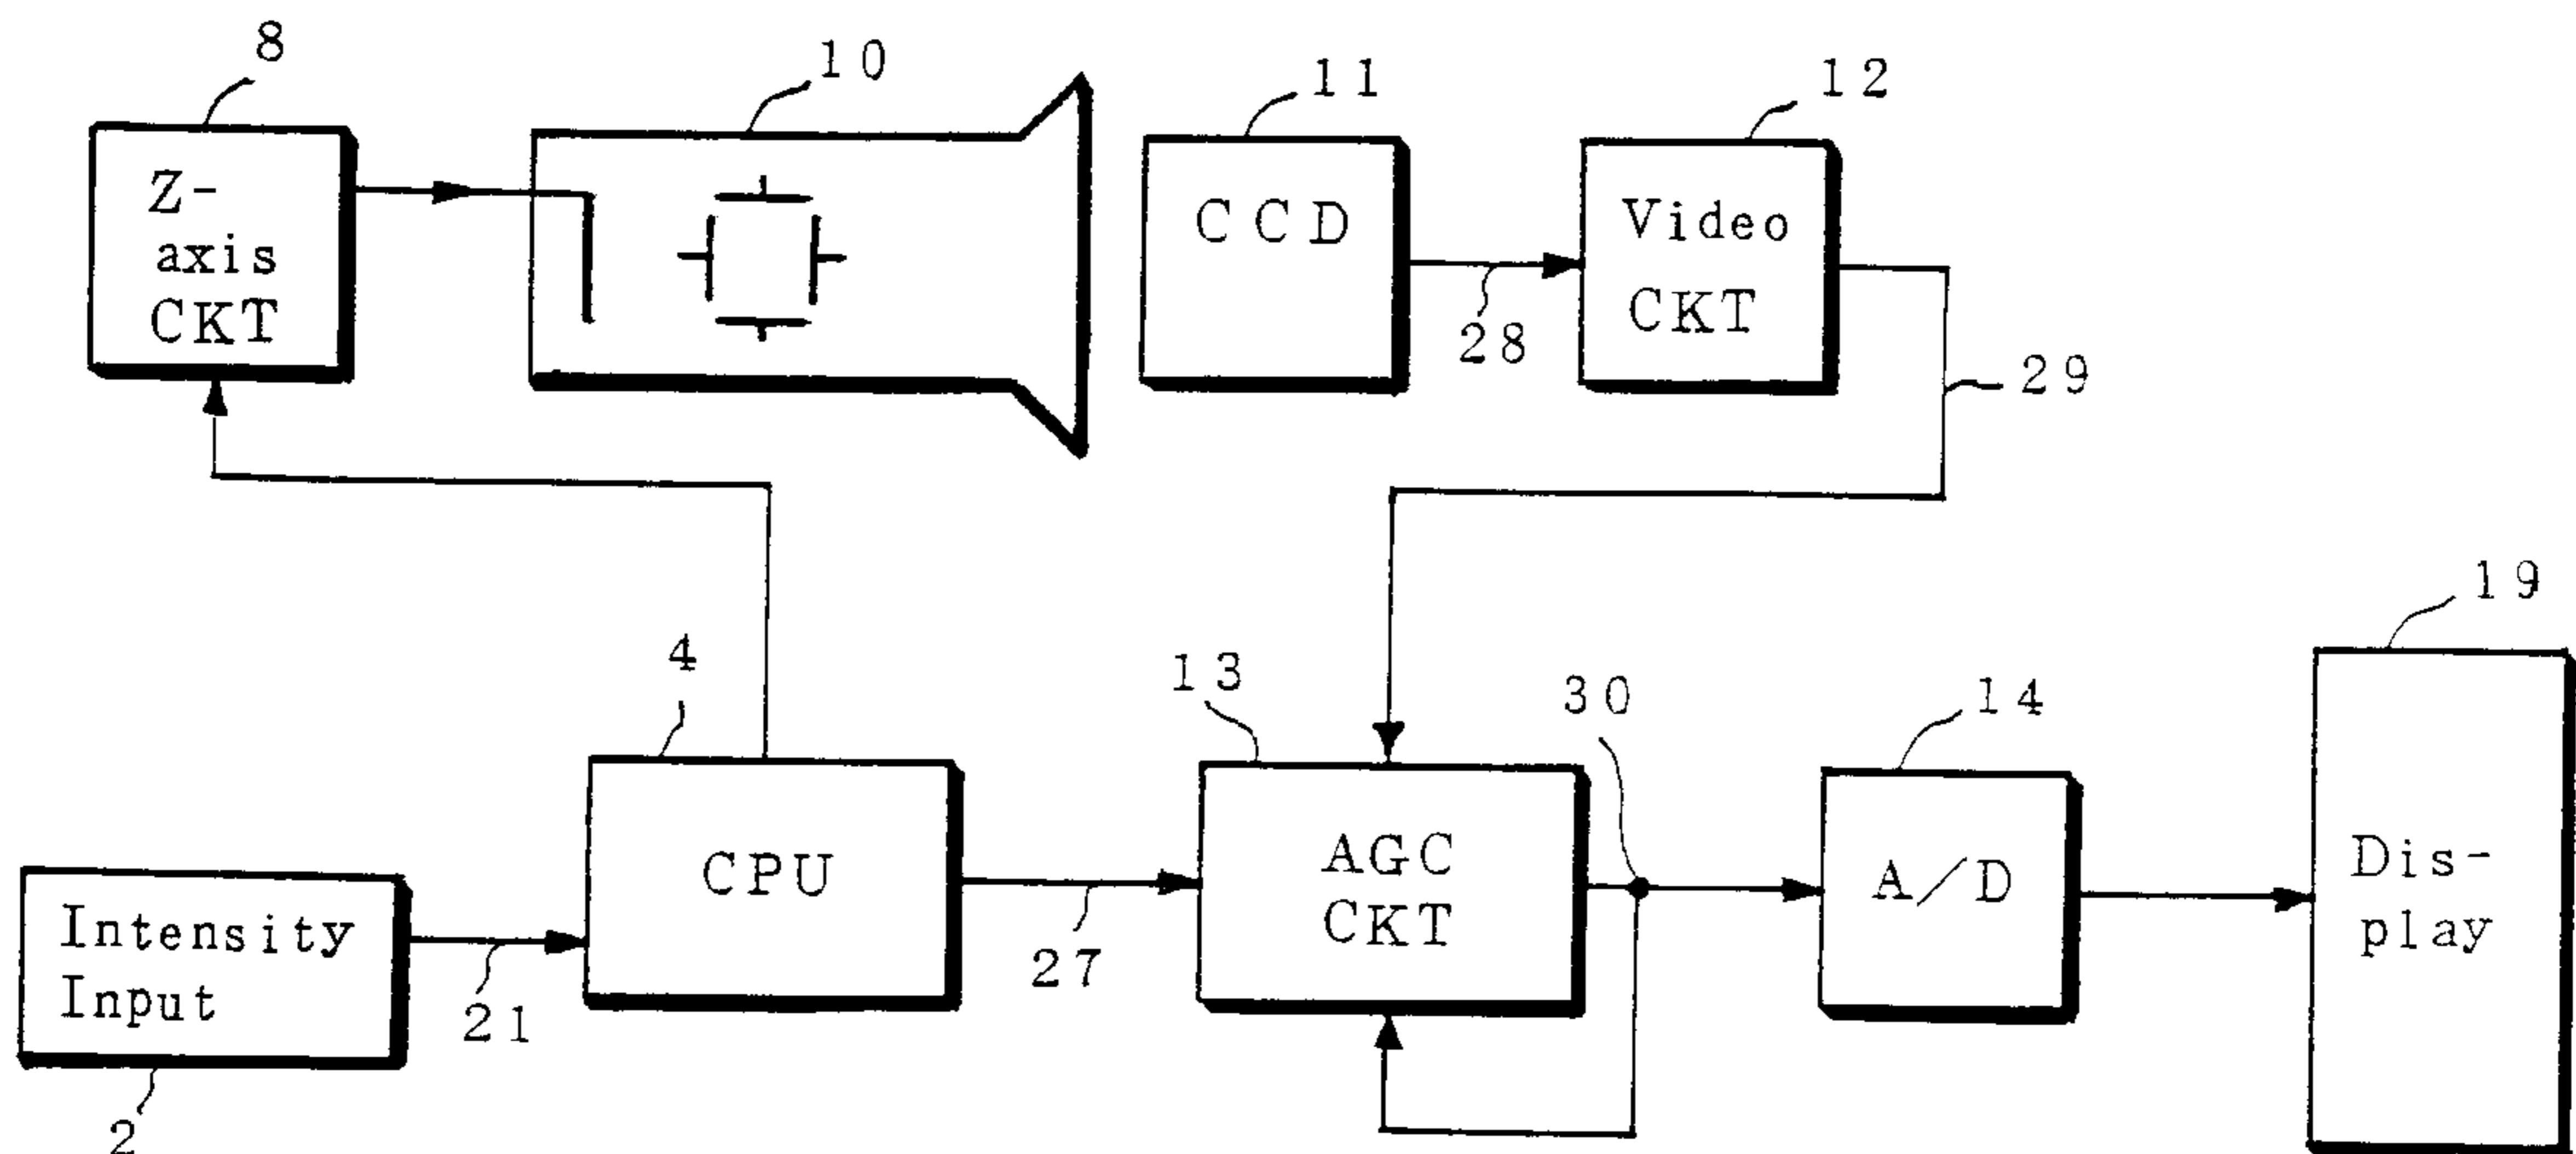 8
10
11
12
Z-
axis
CKT
CCD
Video
CKT
28
29
19
4
13
30
14
CPU
AGC
CKT
A/D
Dis-
play
Intensity
Input
21
27
2